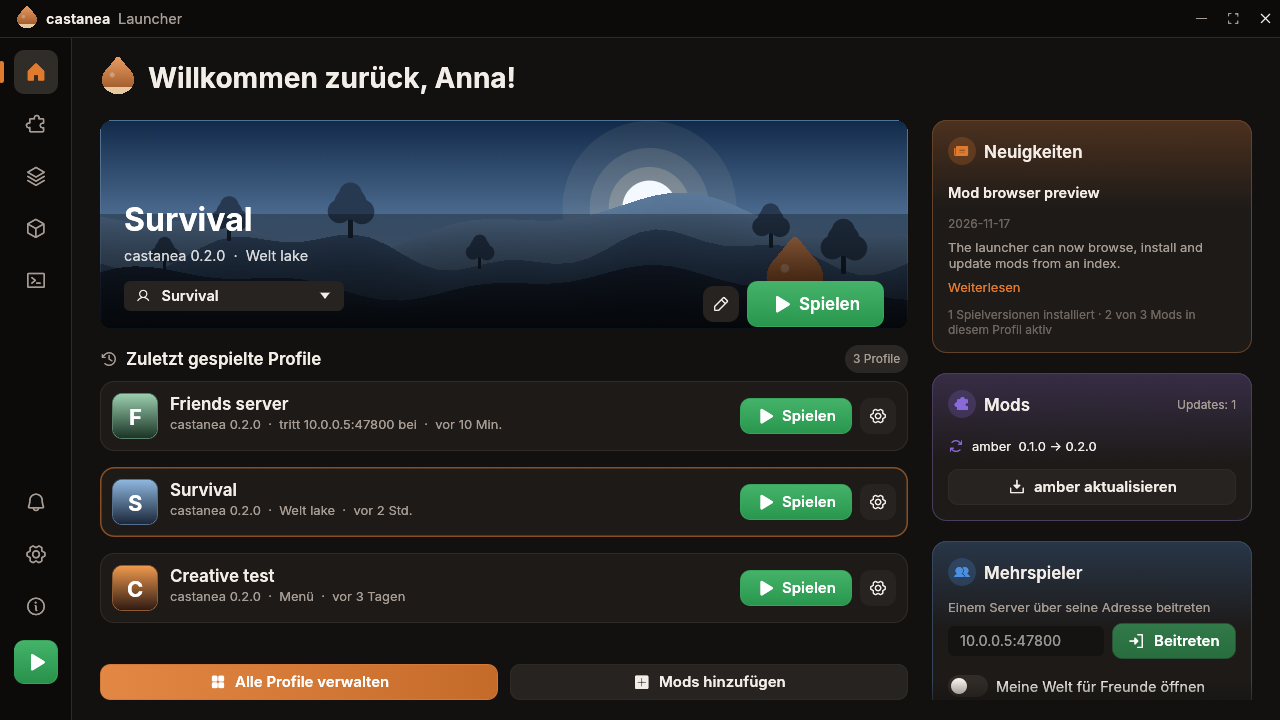 castanea Launcher
Willkommen zurück, Anna!
Survival
castanea 0.2.0 · Welt lake
Survival
Spielen
Zuletzt gespielte Profile
3 Profile
F
Friends server
castanea 0.2.0 · tritt 10.0.0.5:47800 bei · vor 10 Min.
Spielen
S
Survival
castanea 0.2.0 · Welt lake · vor 2 Std.
Spielen
C
Creative test
castanea 0.2.0 · Menü · vor 3 Tagen
Spielen
Alle Profile verwalten
Mods hinzufügen
Neuigkeiten
Mod browser preview
2026-11-17
The launcher can now browse, install and
update mods from an index.
Weiterlesen
1 Spielversionen installiert · 2 von 3 Mods in
diesem Profil aktiv
Mods
Updates: 1
amber 0.1.0 → 0.2.0
amber aktualisieren
Mehrspieler
Einem Server über seine Adresse beitreten
10.0.0.5:47800
Beitreten
Meine Welt für Freunde öffnen